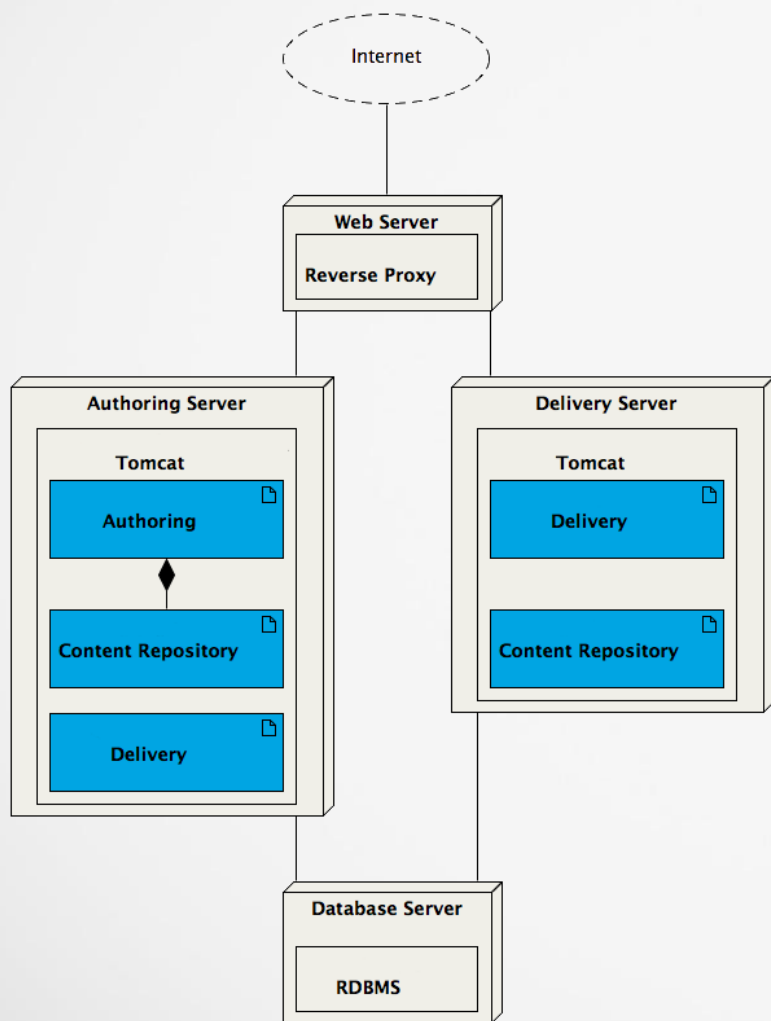 Internet
Web Server
Reverse Proxy
Authoring Server
Tomcat
Authoring
Content Repository
Delivery
Delivery Server
Tomcat
Delivery
Content Repository
Database Server
RDBMS